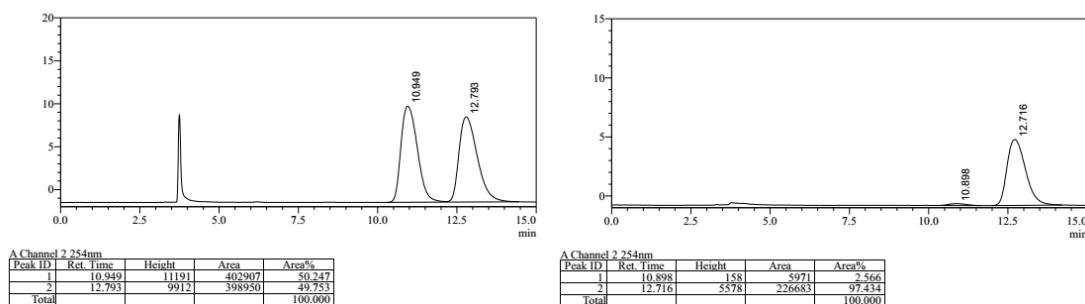 20
15
10
5
0
10.949
12.793
0.0 2.5 5.0 7.5 10.0 12.5 15.0
min
A Channel 2 254nm
Peak ID Ret. Time Height Area Area%
1 10.949 11191 402907 50.247
2 12.793 9912 398950 49.753
Total 100.000
15
10
5
0
10.898
12.716
0.0 2.5 5.0 7.5 10.0 12.5 15.0
min
A Channel 2 254nm
Peak ID Ret. Time Height Area Area%
1 10.898 158 5971 2.566
2 12.716 5578 226683 97.434
Total 100.000